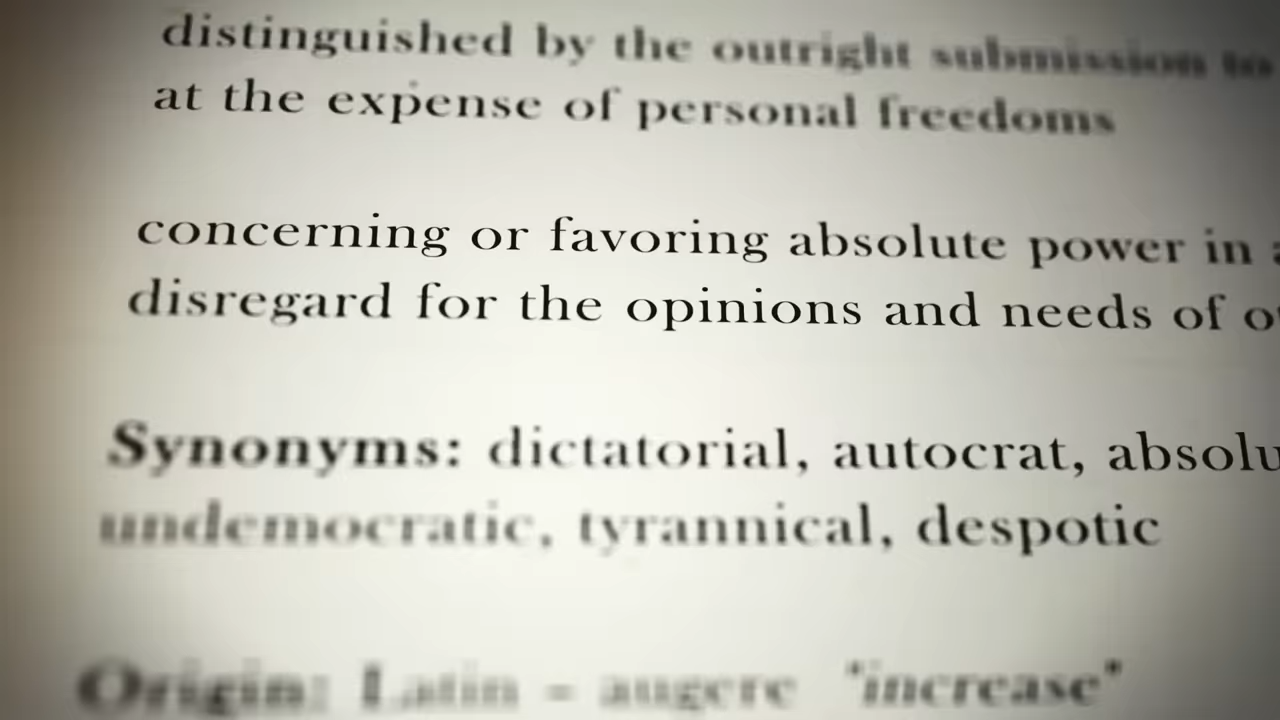 distinguished by the outright submission to
at the expense of personal freedoms
concerning or favoring absolute power in
disregard for the opinions and needs of
Synonyms: dictatorial, autocrat, absolu
undemocratic, tyrannical, despotic
Origin: Latin - augere "increase"